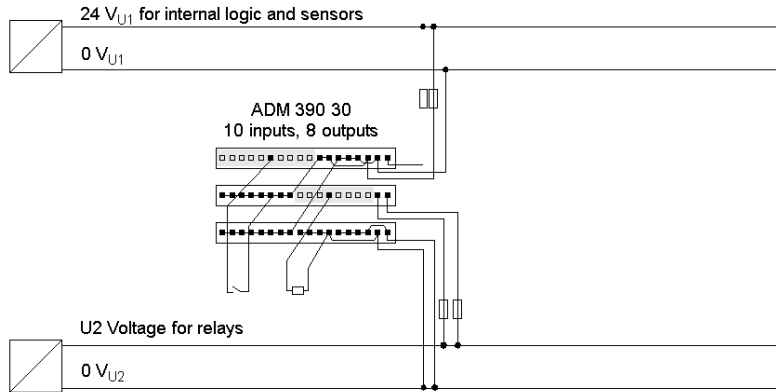 24 V_U1 for internal logic and sensors
0 V_U1
ADM 390 30
10 inputs, 8 outputs
U2 Voltage for relays
0 V_U2